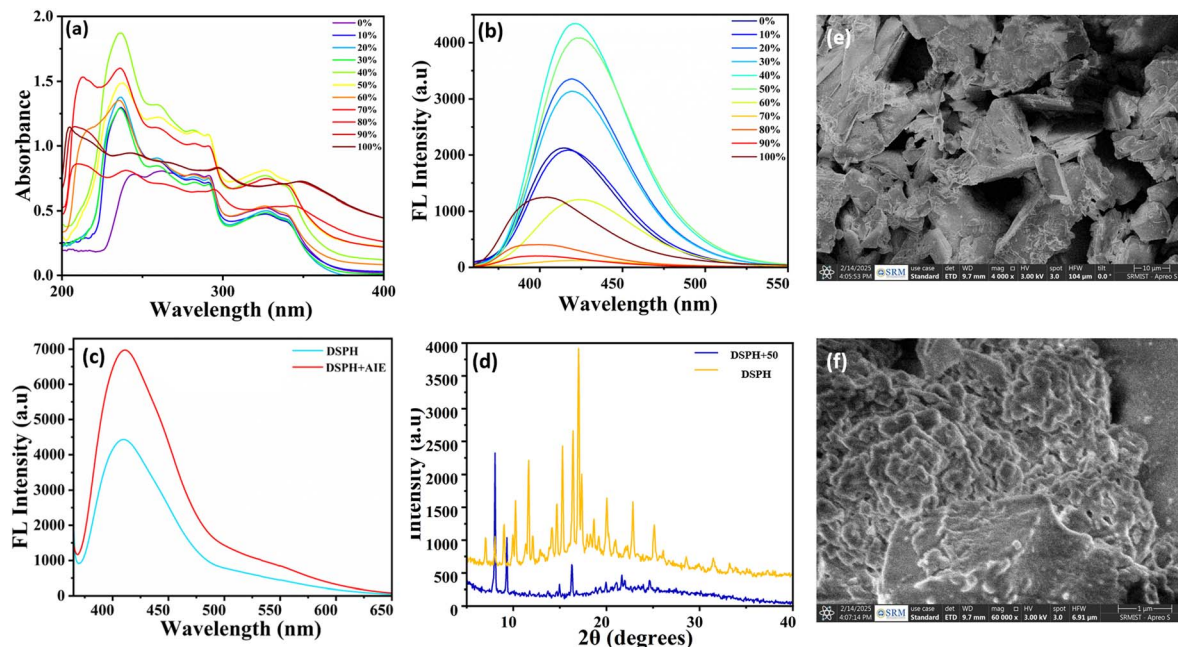 (a)
2.0
1.5
1.0
0.5
0.0
Absorbance
200
250
300
350
400
Wavelength (nm)
0%
10%
20%
30%
40%
50%
60%
70%
80%
90%
100%
(b)
4000
3000
2000
1000
0
FL Intensity (a.u)
400
450
500
550
Wavelength (nm)
0%
10%
20%
30%
40%
50%
60%
70%
80%
90%
100%
(e)
2/14/2025
4:05:53 PM
SRM
use case
Standard
det
ETD
WD
9.7 mm
mag
4 000 x
HV
3.00 kV
spot
3.0
HFW
104 µm
tilt
0.0 °
10 µm
SRMIST - Apreo S
(c)
7000
6000
5000
4000
3000
2000
1000
0
FL Intensity (a.u)
400
450
500
550
600
650
Wavelength (nm)
DSPH
DSPH+AIE
(d)
4000
3500
3000
2500
2000
1500
1000
500
0
Intensity (a.u)
10
20
30
40
2θ (degrees)
DSPH+50
DSPH
(f)
2/14/2025
4:07:14 PM
SRM
use case
Standard
det
ETD
WD
9.7 mm
mag
60 000 x
HV
3.00 kV
spot
3.0
HFW
6.91 µm
1 µm
SRMIST - Apreo S